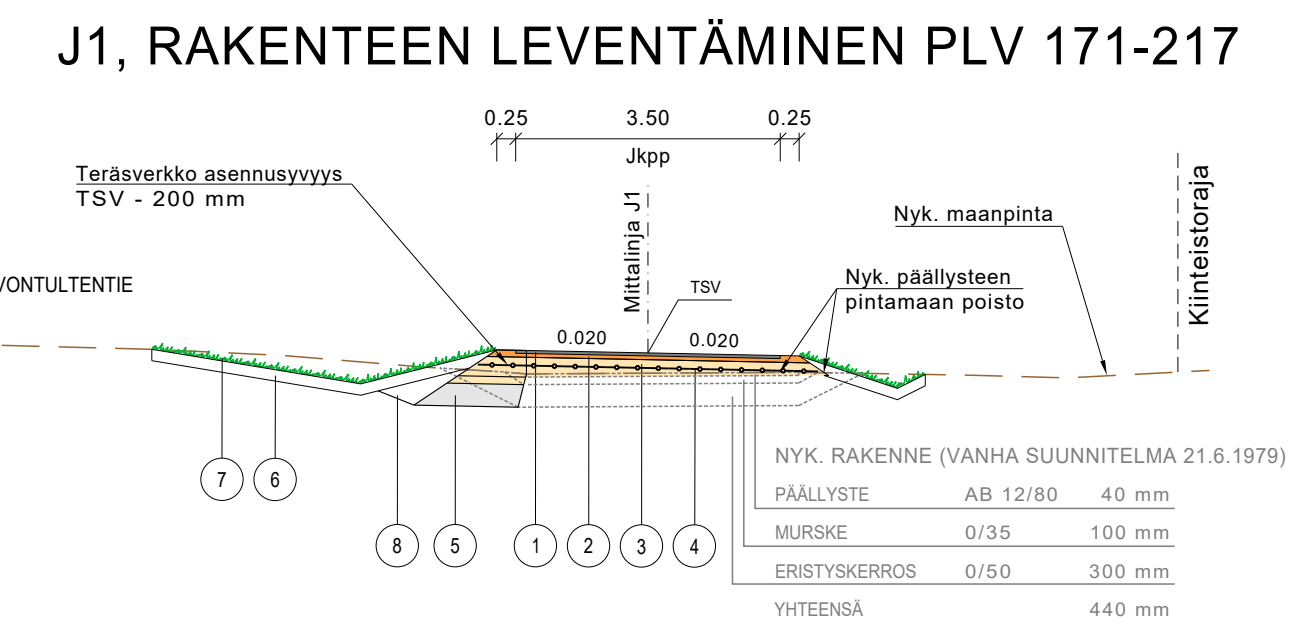 J1, RAKENTEEN LEVENTÄMINEN PLV 171-217
0.25 3.50 0.25
Jkpp
Teräsverkko asennusyvyys
TSV - 200 mm
Mittalinja J1
Nyk. maanpinta
Kiinteistoraja
VONTULTENTIE
TSV
Nyk. päällysteen
pintamaan poisto
0.020 0.020
7 6
8 5 1 2 3 4
NYK. RAKENNE (VANHA SUUNNITELMA 21.6.1979)
PÄÄLLYSTE AB 12/80 40 mm
MURSKE 0/35 100 mm
ERISTYSKERROS 0/50 300 mm
YHTEENSÄ 440 mm